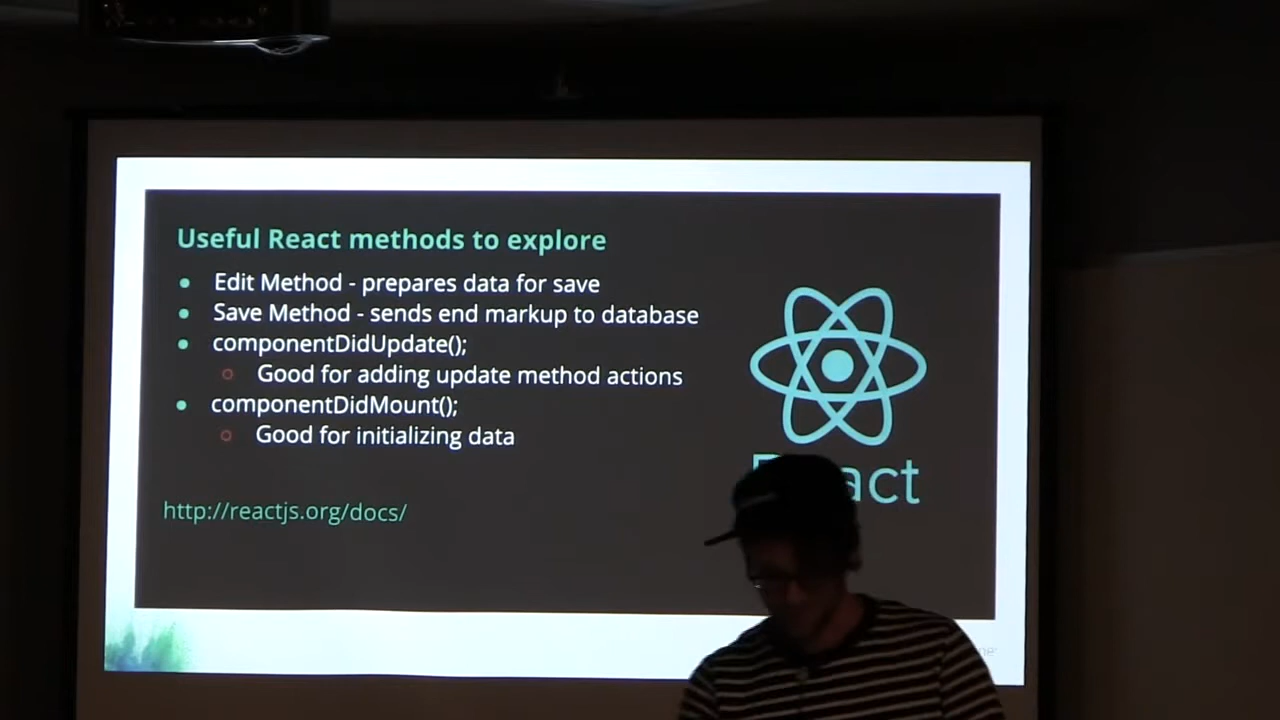 Useful React methods to explore
● Edit Method - prepares data for save
● Save Method - sends end markup to database
● componentDidUpdate();
○ Good for adding update method actions
● componentDidMount();
○ Good for initializing data
act
http://reactjs.org/docs/